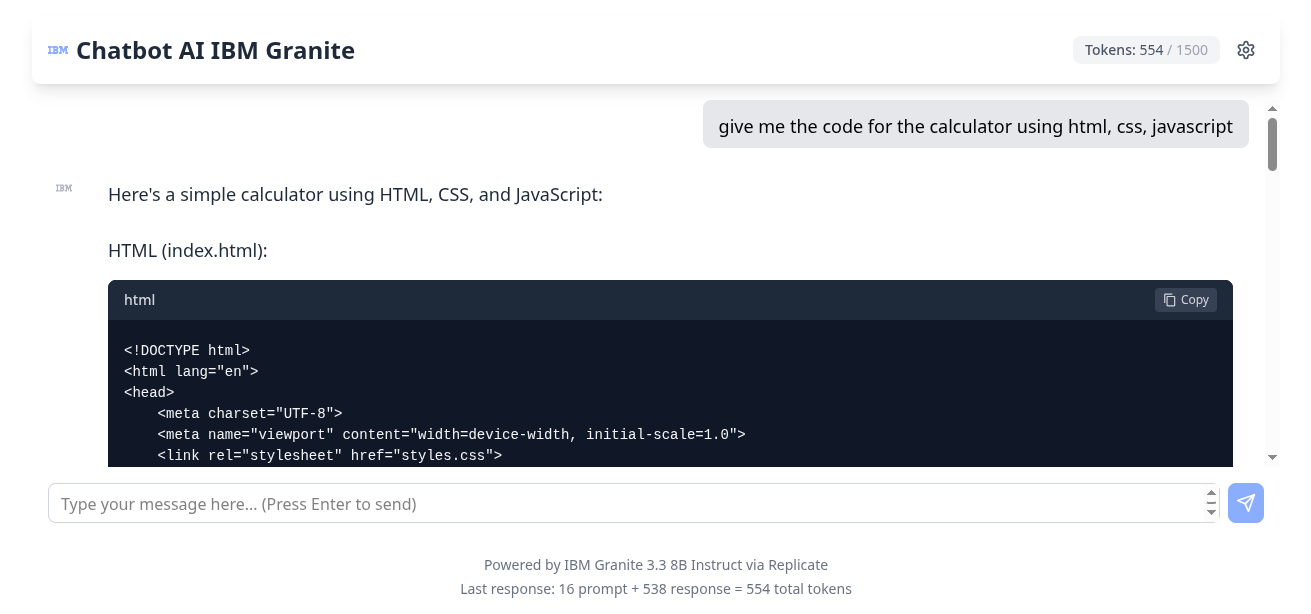 IBM Chatbot AI IBM Granite
Tokens: 554 / 1500
give me the code for the calculator using html, css, javascript
IBM
Here's a simple calculator using HTML, CSS, and JavaScript:
HTML (index.html):
html
Copy
<!DOCTYPE html>
<html lang="en">
<head>
    <meta charset="UTF-8">
    <meta name="viewport" content="width=device-width, initial-scale=1.0">
    <link rel="stylesheet" href="styles.css">
Type your message here... (Press Enter to send)
Powered by IBM Granite 3.3 8B Instruct via Replicate
Last response: 16 prompt + 538 response = 554 total tokens